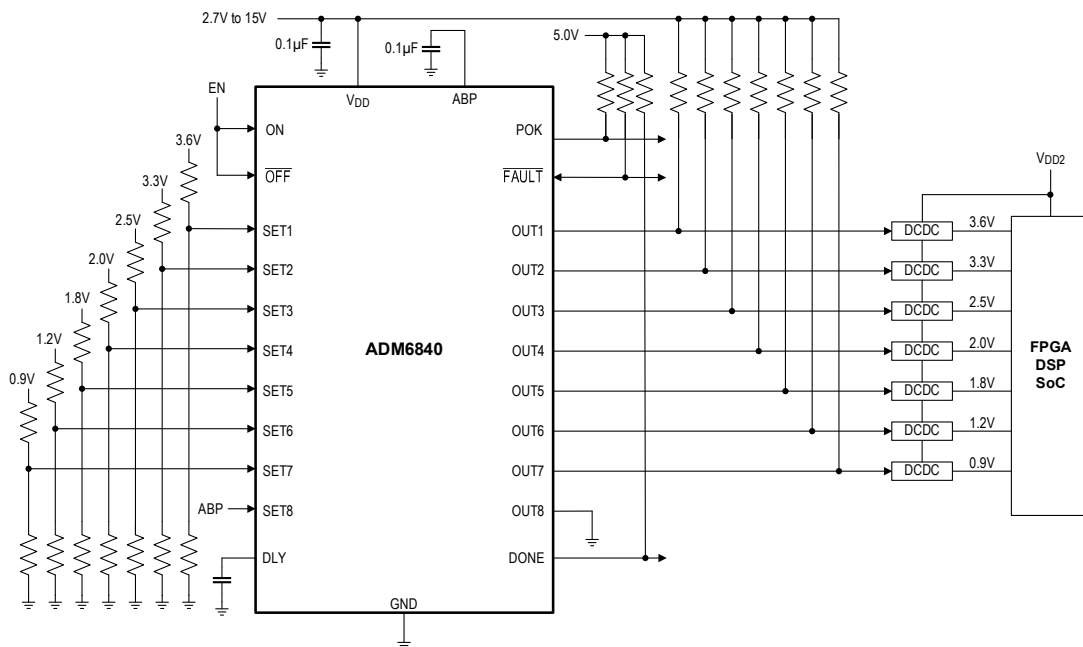 2.7V to 15V
5.0V
0.1µF
0.1µF
EN
VDD
ABP
ON
POK
3.6V
VDD2
OFF
FAULT
3.3V
SET1
OUT1
DCDC
3.6V
2.5V
SET2
OUT2
DCDC
3.3V
2.0V
SET3
OUT3
DCDC
2.5V
1.8V
SET4
ADM6840
OUT4
DCDC
2.0V
FPGA
DSP
SoC
1.2V
SET5
OUT5
DCDC
1.8V
0.9V
SET6
OUT6
DCDC
1.2V
SET7
OUT7
DCDC
0.9V
ABP
SET8
OUT8
DLY
DONE
GND